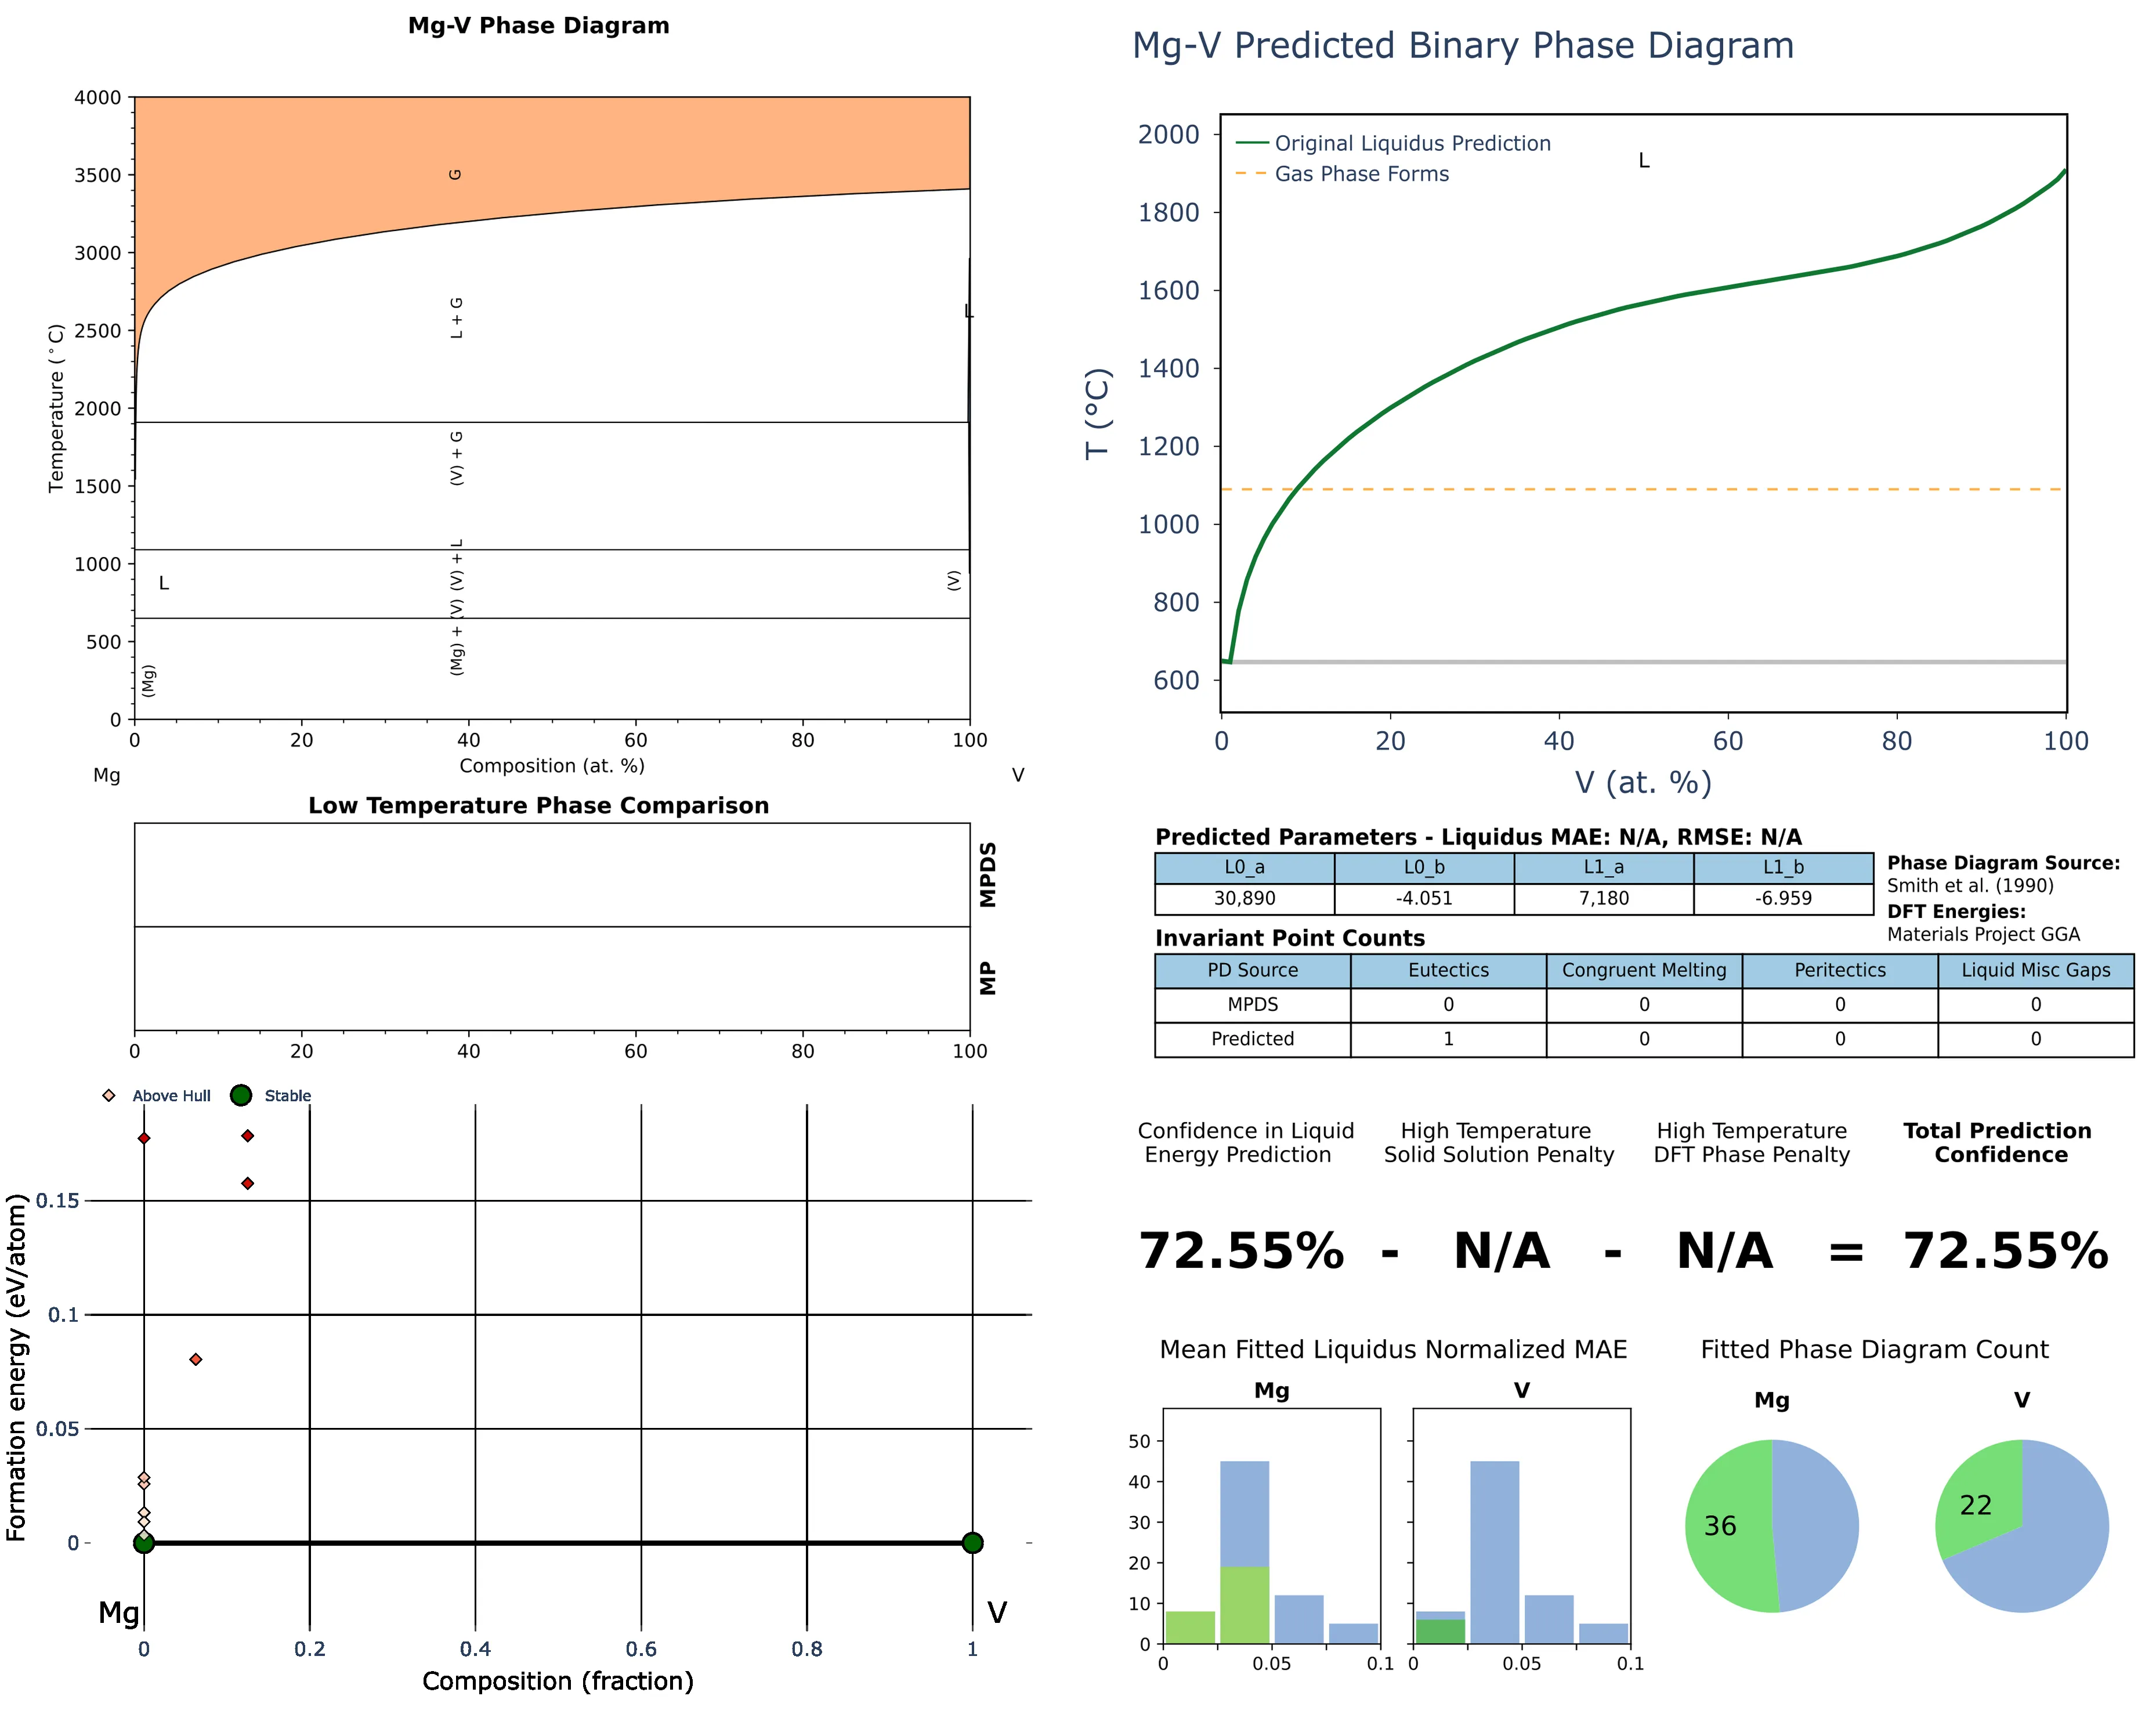 Mg-V Phase Diagram
4000
3500
3000
2500
2000
1500
1000
500
0
Temperature (°C)
G
L + G
L
(V) + G
(V) + L
L
(V)
(Mg) + (V)
(Mg)
0 20 40 60 80 100
Composition (at. %)
Mg V
Low Temperature Phase Comparison
MPDS
MP
0 20 40 60 80 100
Above Hull Stable
0.15
0.1
0.05
0
Formation energy (eV/atom)
Mg V
0 0.2 0.4 0.6 0.8 1
Composition (fraction)
Mg-V Predicted Binary Phase Diagram
Original Liquidus Prediction
Gas Phase Forms
L
2000
1800
1600
1400
1200
1000
800
600
T (°C)
0 20 40 60 80 100
V (at. %)
Predicted Parameters - Liquidus MAE: N/A, RMSE: N/A
L0_a L0_b L1_a L1_b
30,890 -4.051 7,180 -6.959
Phase Diagram Source:
Smith et al. (1990)
DFT Energies:
Materials Project GGA
Invariant Point Counts
PD Source Eutectics Congruent Melting Peritectics Liquid Misc Gaps
MPDS 0 0 0 0
Predicted 1 0 0 0
Confidence in Liquid
Energy Prediction
High Temperature
Solid Solution Penalty
High Temperature
DFT Phase Penalty
Total Prediction
Confidence
72.55% - N/A - N/A = 72.55%
Mean Fitted Liquidus Normalized MAE
Mg V
50
40
30
20
10
0
0 0.05 0.1 0 0.05 0.1
Fitted Phase Diagram Count
Mg V
36 22